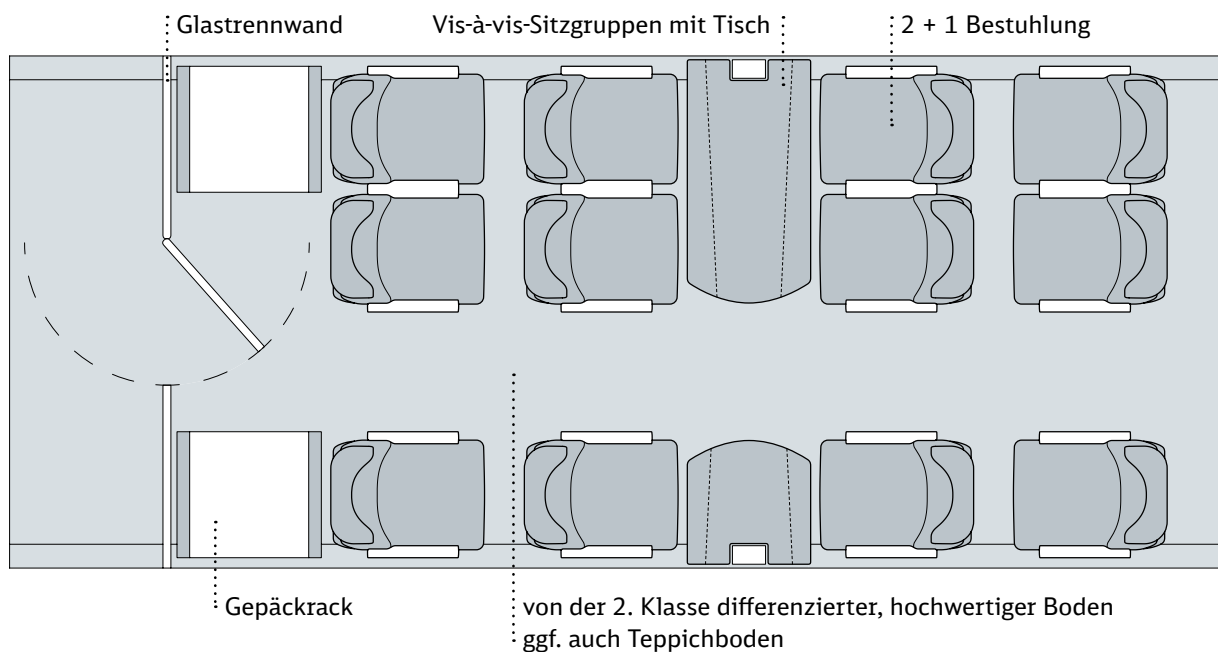 Glastrennwand
Vis-à-vis-Sitzgruppen mit Tisch
2 + 1 Bestuhlung
Gepäckrack
von der 2. Klasse differenzierter, hochwertiger Boden
ggf. auch Teppichboden